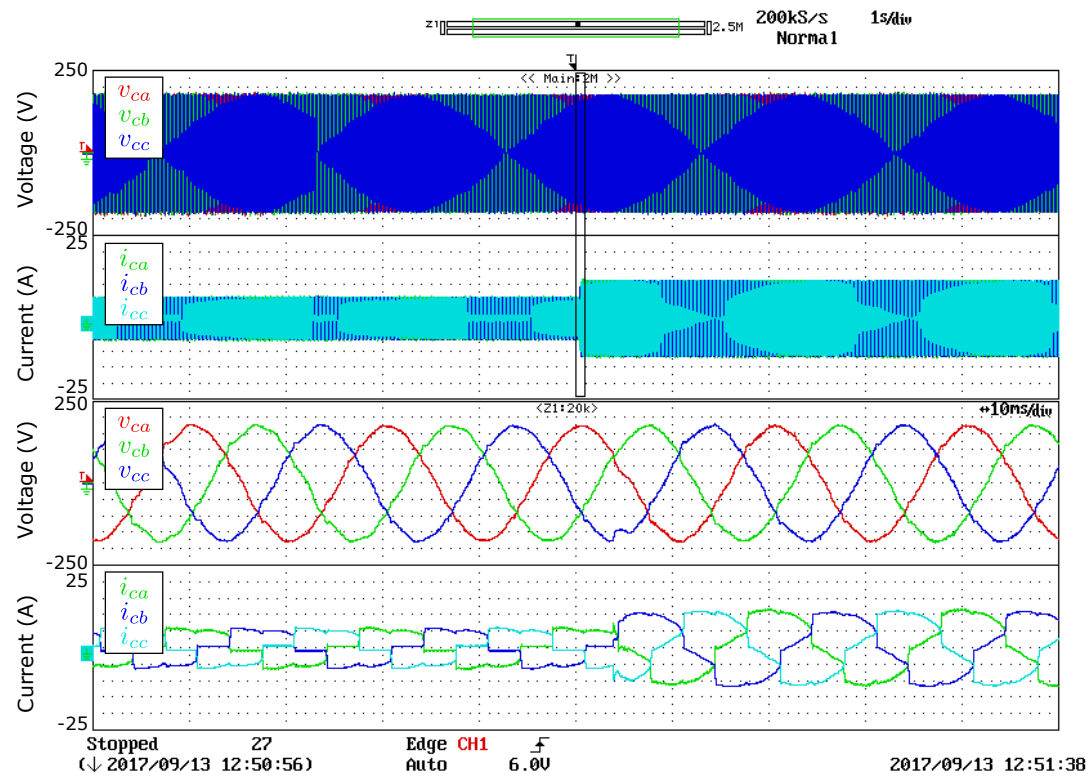 200kS/s 1s/div
Z1 2.5M
Normal
T
<< Main:2M >>
250
Voltage (V)
v_ca
v_cb
v_cc
T
-250
25
Current (A)
i_ca
i_cb
i_cc
-25
<Z1:20k>
↔10ms/div
250
Voltage (V)
v_ca
v_cb
v_cc
T
-250
25
Current (A)
i_ca
i_cb
i_cc
-25
Stopped 27 Edge CH1
(↓ 2017/09/13 12:50:56) Auto 6.0V 2017/09/13 12:51:38